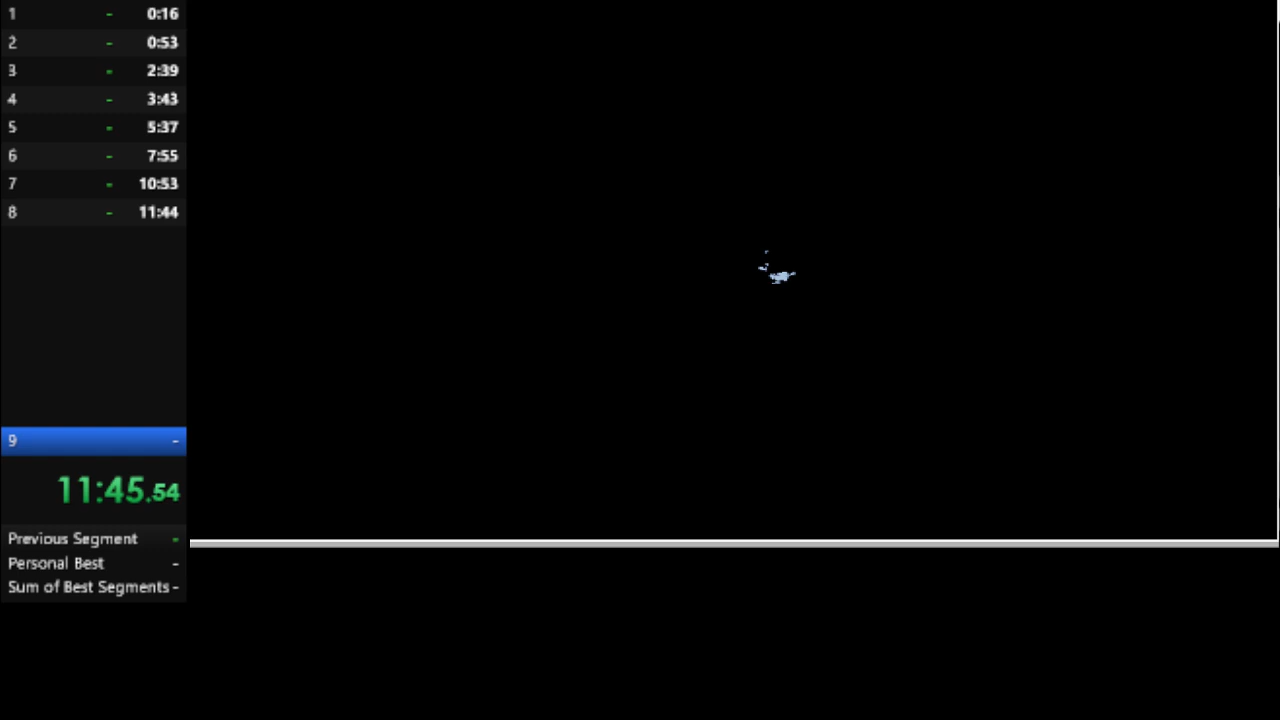 1 - 0:16
2 - 0:53
3 - 2:39
4 - 3:43
5 - 5:37
6 - 7:55
7 - 10:53
8 - 11:44
9 -
11:45.54
Previous Segment -
Personal Best -
Sum of Best Segments -